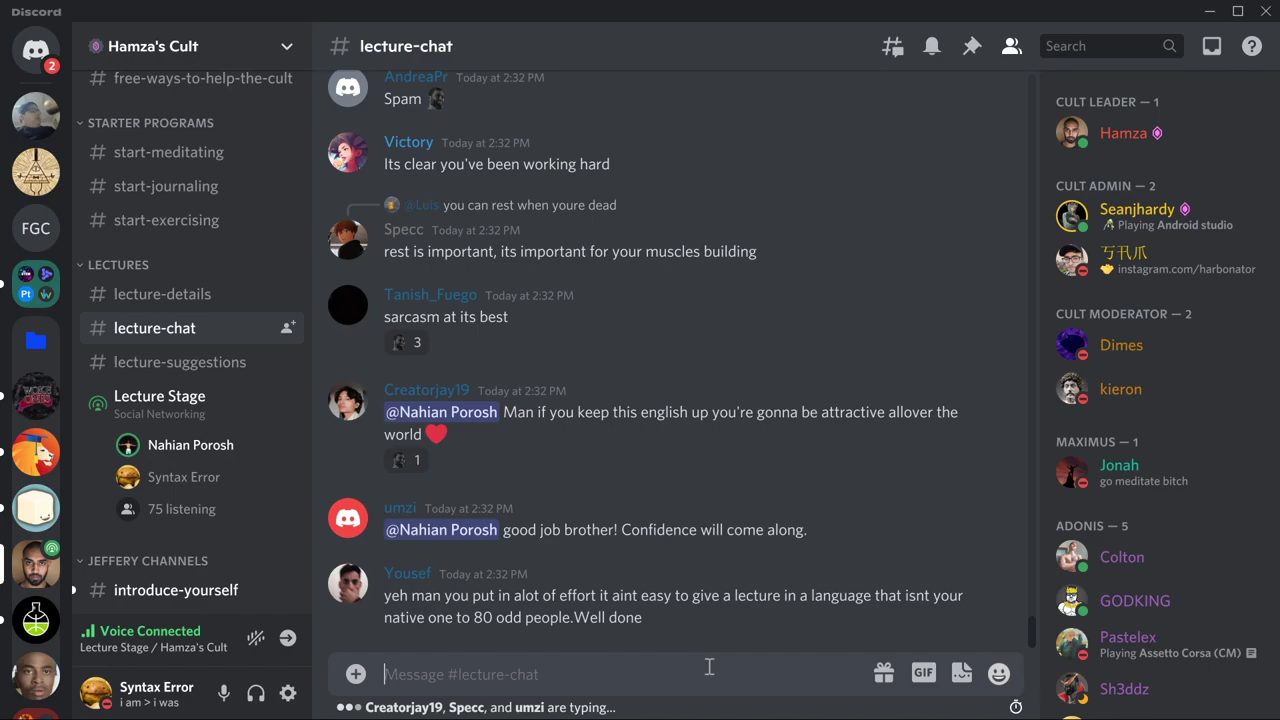 Discord
2
FGC
Hamza's Cult
# free-ways-to-help-the-cult
STARTER PROGRAMS
# start-meditating
# start-journaling
# start-exercising
LECTURES
# lecture-details
# lecture-chat
# lecture-suggestions
Lecture Stage
Social Networking
Nahian Porosh
Syntax Error
75 listening
JEFFERY CHANNELS
# introduce-yourself
Voice Connected
Lecture Stage / Hamza's Cult
Syntax Error
i am > i was
# lecture-chat
Search
AndreaPr Today at 2:32 PM
Spam
Victory Today at 2:32 PM
Its clear you've been working hard
@Luis you can rest when youre dead
Specc Today at 2:32 PM
rest is important, its important for your muscles building
Tanish_Fuego Today at 2:32 PM
sarcasm at its best
3
Creatorjay19 Today at 2:32 PM
@Nahian Porosh Man if you keep this english up you're gonna be attractive allover the
world ❤️
1
umzi Today at 2:32 PM
@Nahian Porosh good job brother! Confidence will come along.
Yousef Today at 2:32 PM
yeh man you put in alot of effort it aint easy to give a lecture in a language that isnt your
native one to 80 odd people.Well done
Message #lecture-chat
GIF
Creatorjay19, Specc, and umzi are typing...
CULT LEADER — 1
Hamza
CULT ADMIN — 2
Seanjhardy
Playing Android studio
instagram.com/harbonator
CULT MODERATOR — 2
Dimes
kieron
MAXIMUS — 1
Jonah
go meditate bitch
ADONIS — 5
Colton
GODKING
Pastelex
Playing Assetto Corsa (CM)
Sh3ddz